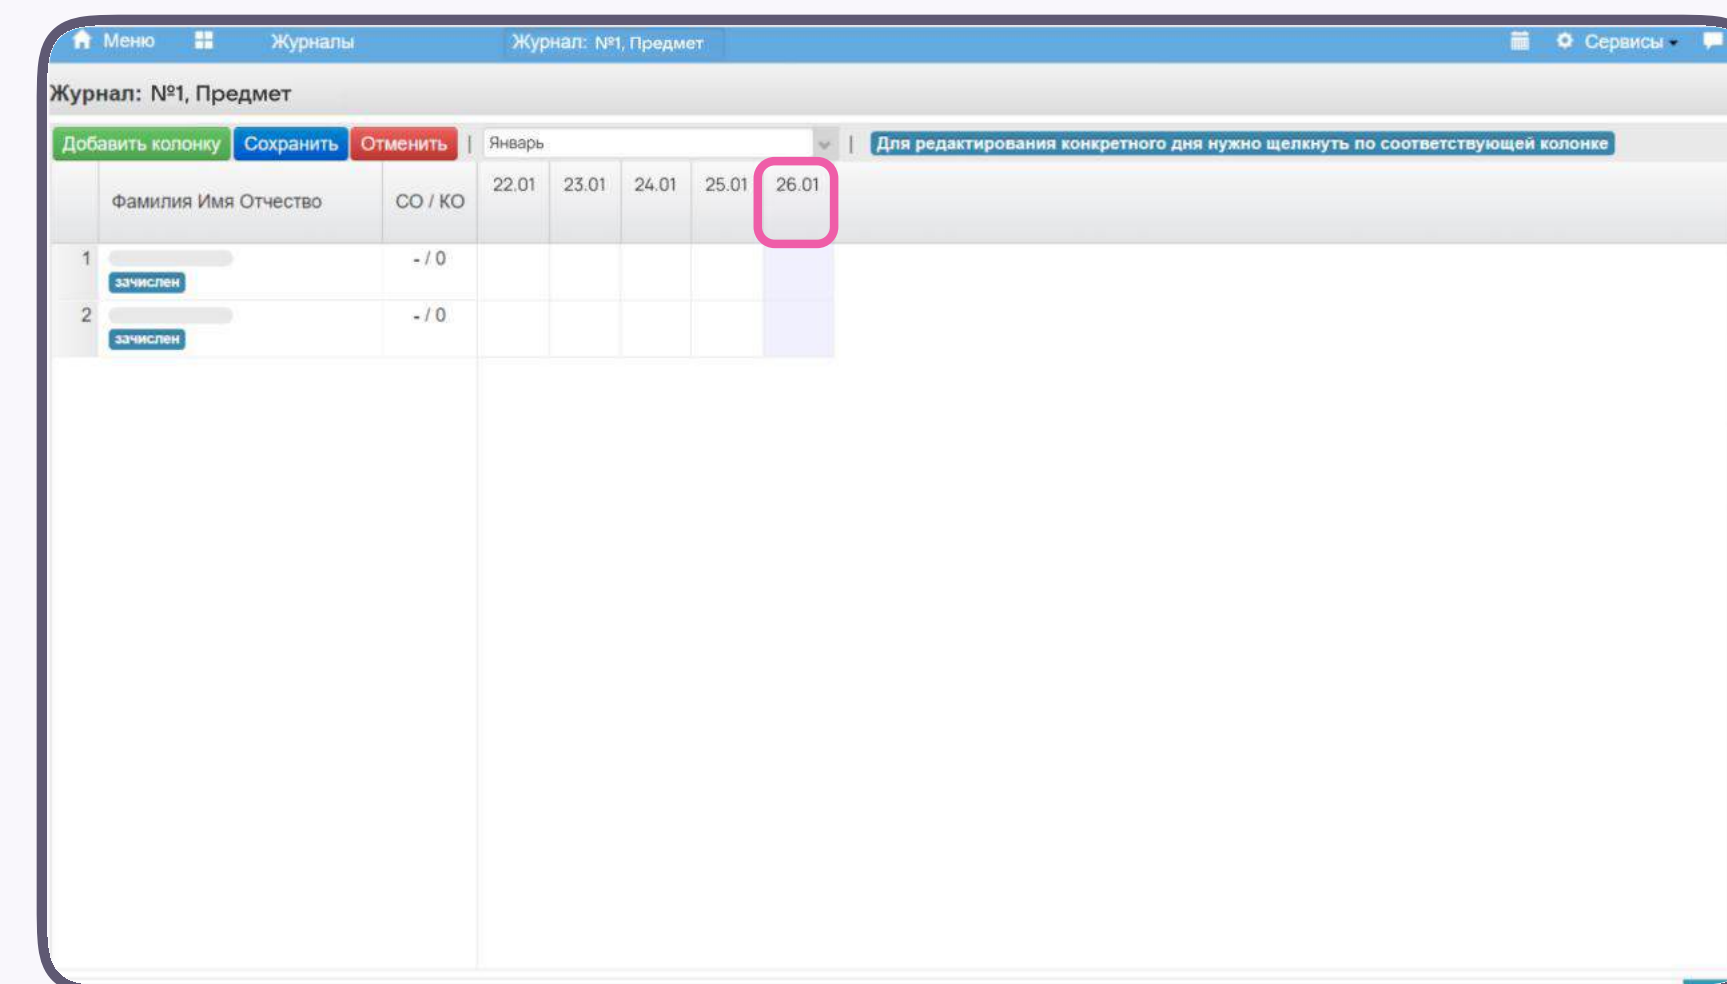 Меню Журналы Журнал: №1, Предмет Сервисы
Журнал: №1, Предмет
Добавить колонку Сохранить Отменить | Январь | Для редактирования конкретного дня нужно щелкнуть по соответствующей колонке
Фамилия Имя Отчество СО / КО 22.01 23.01 24.01 25.01 26.01
1 - / 0
зачислен
2 - / 0
зачислен